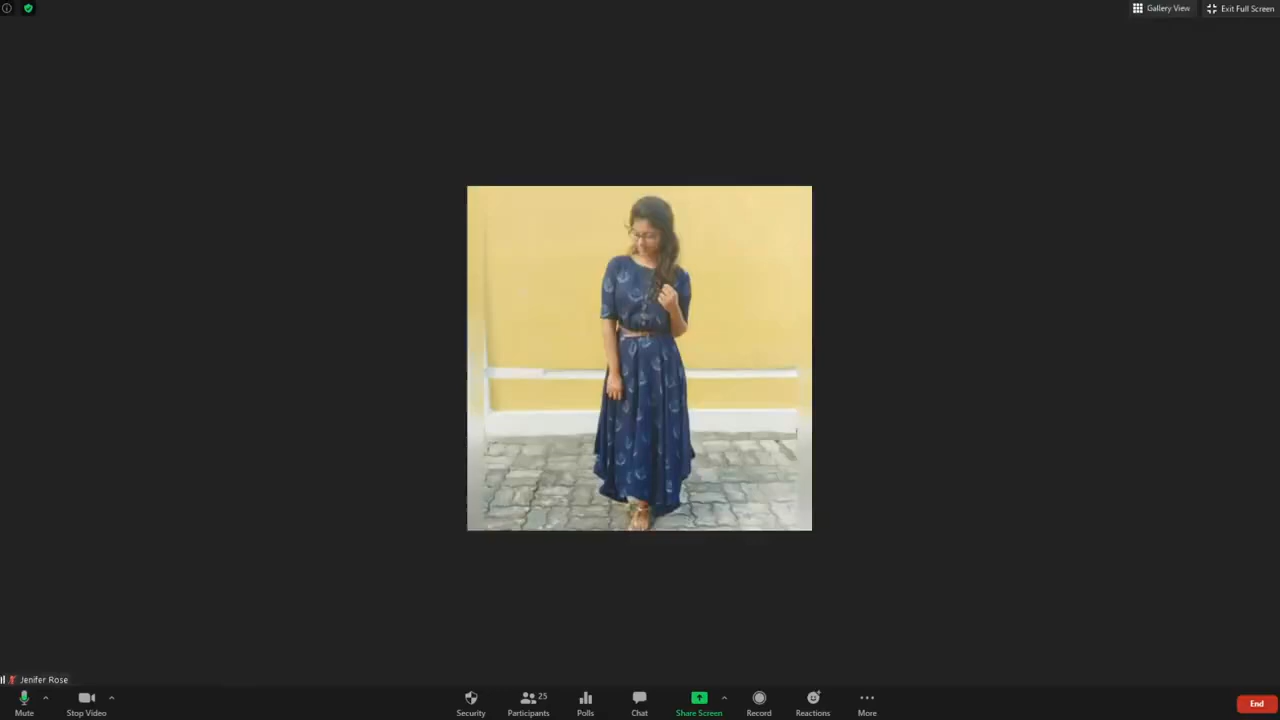 Gallery View
Exit Full Screen
Jenifer Rose
Mute
Stop Video
Security
25
Participants
Polls
Chat
Share Screen
Record
Reactions
More
End